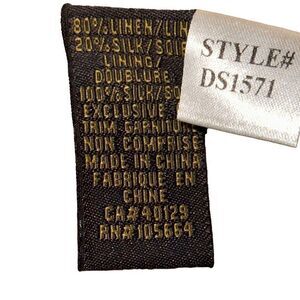 80% LINEN/LIN
20% SILK/SOIE
LINING/
DOUBLURE:
100% SILK/SO
EXCLUSIVE
TRIM GARNITU
NON COMPRISE
MADE IN CHINA
FABRIQUE EN
CHINE
CA#40129
RN#105664
STYLE#
DS1571